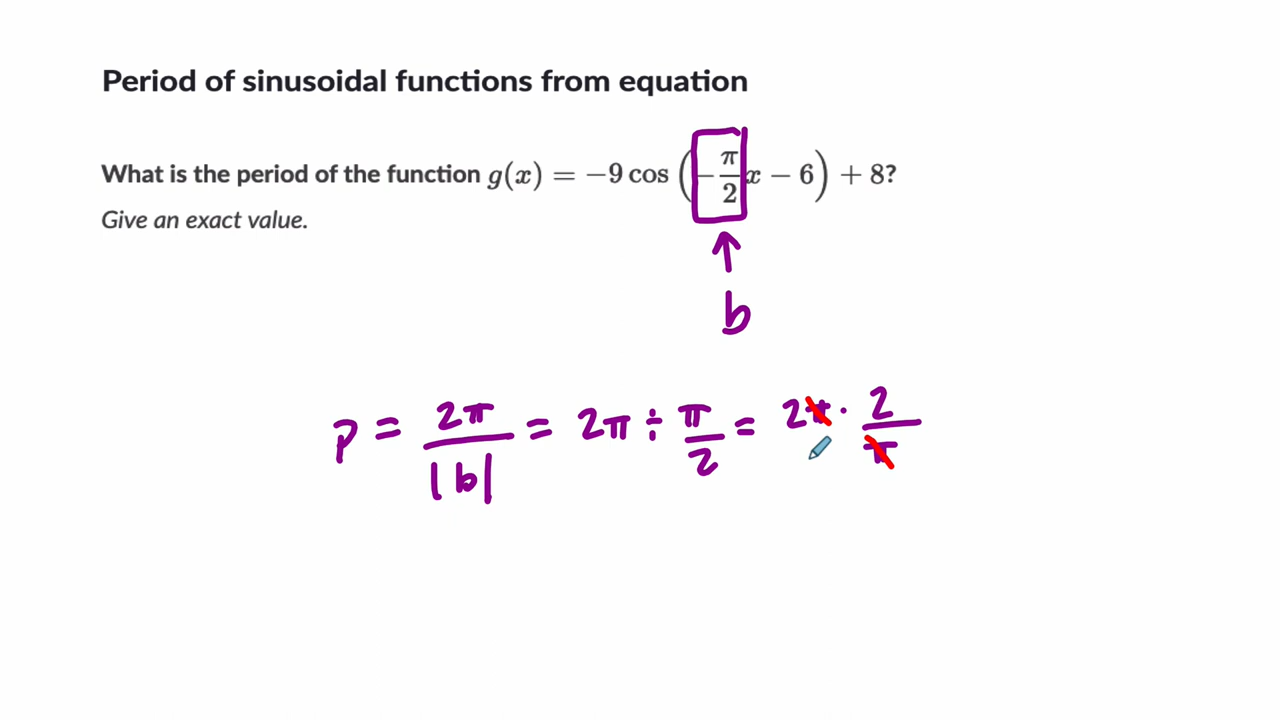 Period of sinusoidal functions from equation
What is the period of the function g(x) = −9 cos (−π/2 x − 6) + 8?
Give an exact value.
b
P = 2π/|b| = 2π ÷ π/2 = 2π · 2/π